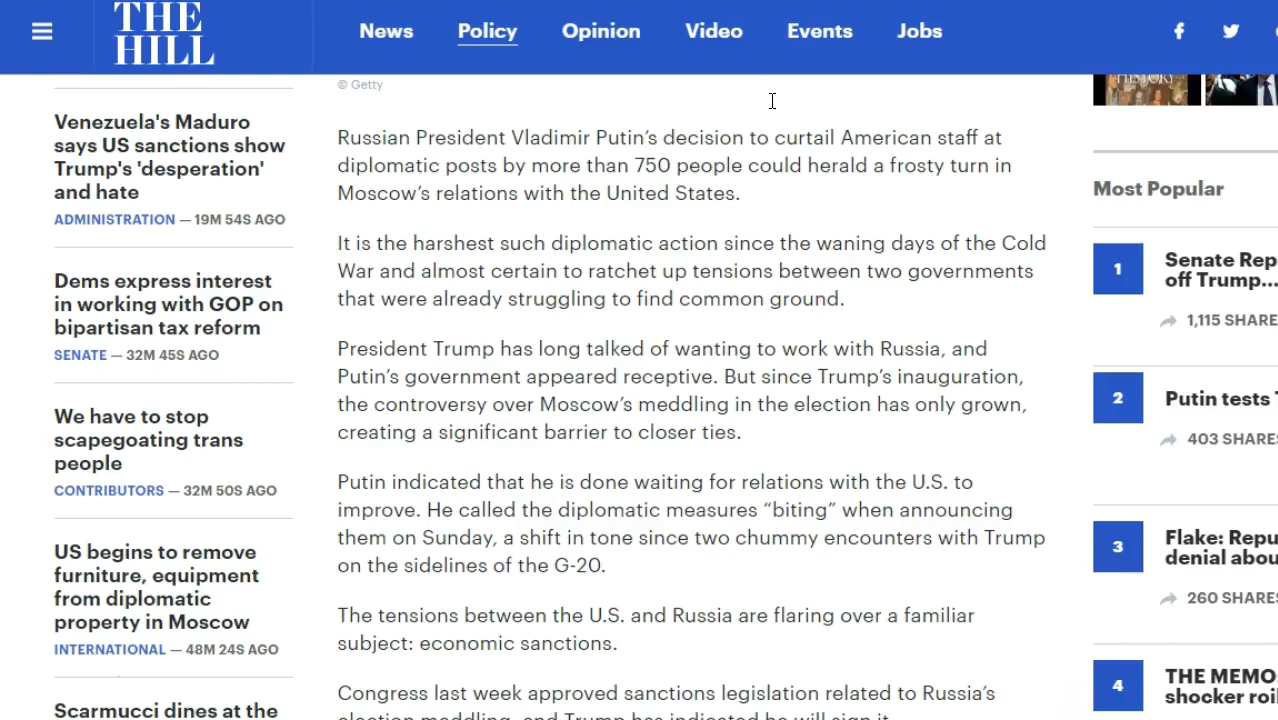 THE
HILL
News
Policy
Opinion
Video
Events
Jobs
Venezuela's Maduro
says US sanctions show
Trump's 'desperation'
and hate
ADMINISTRATION — 19M 54S AGO
Dems express interest
in working with GOP on
bipartisan tax reform
SENATE — 32M 45S AGO
We have to stop
scapegoating trans
people
CONTRIBUTORS — 32M 50S AGO
US begins to remove
furniture, equipment
from diplomatic
property in Moscow
INTERNATIONAL — 48M 24S AGO
Scarmucci dines at the
© Getty
Russian President Vladimir Putin’s decision to curtail American staff at
diplomatic posts by more than 750 people could herald a frosty turn in
Moscow’s relations with the United States.
It is the harshest such diplomatic action since the waning days of the Cold
War and almost certain to ratchet up tensions between two governments
that were already struggling to find common ground.
President Trump has long talked of wanting to work with Russia, and
Putin’s government appeared receptive. But since Trump’s inauguration,
the controversy over Moscow’s meddling in the election has only grown,
creating a significant barrier to closer ties.
Putin indicated that he is done waiting for relations with the U.S. to
improve. He called the diplomatic measures “biting” when announcing
them on Sunday, a shift in tone since two chummy encounters with Trump
on the sidelines of the G-20.
The tensions between the U.S. and Russia are flaring over a familiar
subject: economic sanctions.
Congress last week approved sanctions legislation related to Russia’s
election meddling, and Trump has indicated he will sign it.
HISTORY
Most Popular
1
Senate Rep
off Trump...
1,115 SHARE
2
Putin tests
403 SHARES
3
Flake: Repu
denial abou
260 SHARES
4
THE MEMO:
shocker roil